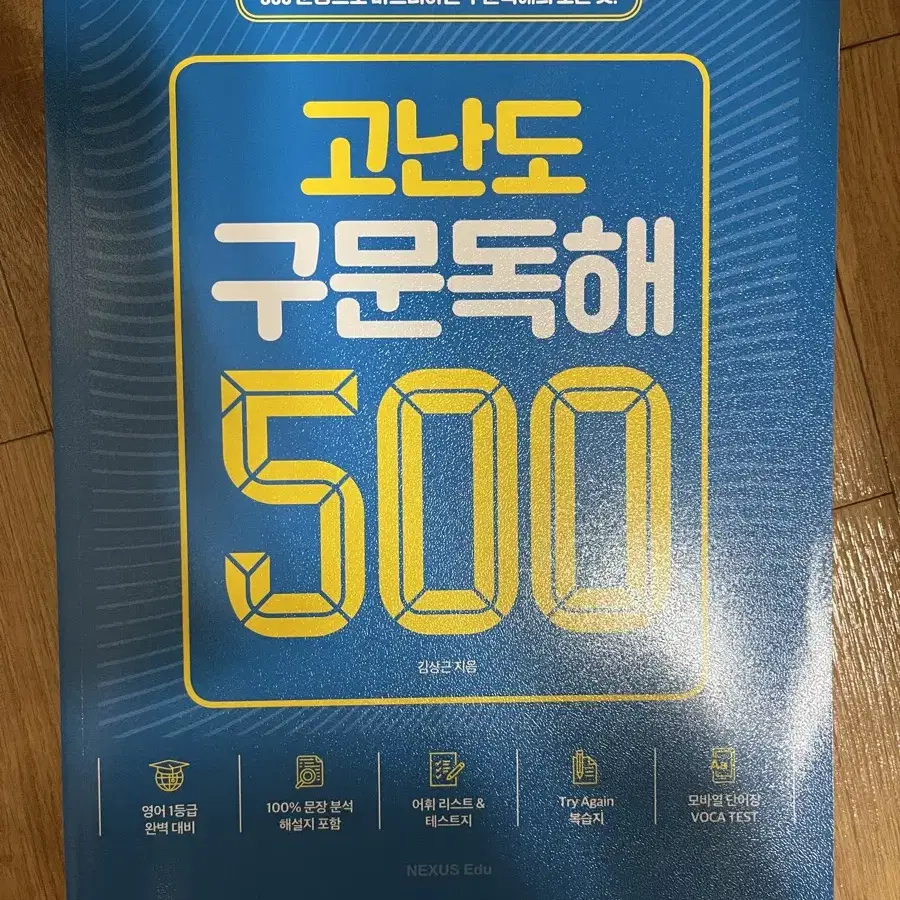 고난도
구문독해
500
김상근 지음
영어 1등급
완벽 대비
100% 문장 분석
해설지 포함
어휘 리스트 &
테스트지
Try Again
복습지
모바일 단어장
VOCA TEST
NEXUS Edu